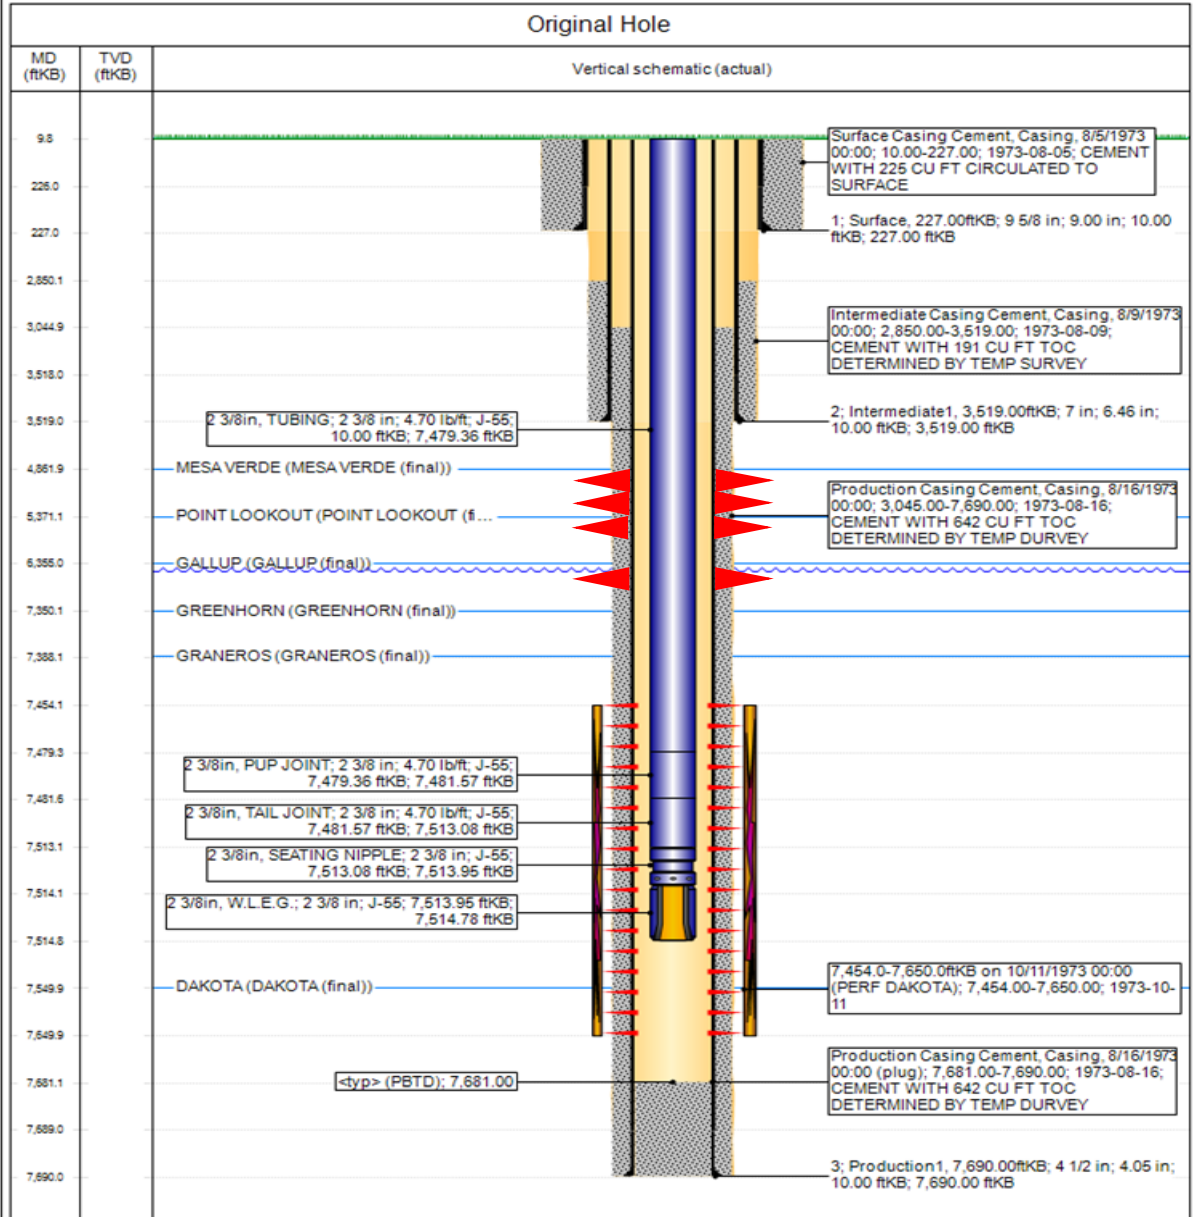 Original Hole
MD
(ftKB)
TVD
(ftKB)
Vertical schematic (actual)
9.8
226.0
227.0
2,850.1
3,044.9
3,518.0
3,519.0
4,861.9
5,371.1
6,355.0
7,350.1
7,388.1
7,454.1
7,479.3
7,481.6
7,513.1
7,514.1
7,514.8
7,549.9
7,649.9
7,681.1
7,689.0
7,690.0
Surface Casing Cement, Casing, 8/5/1973
00:00; 10.00-227.00; 1973-08-05; CEMENT
WITH 225 CU FT CIRCULATED TO
SURFACE
1; Surface, 227.00ftKB; 9 5/8 in; 9.00 in; 10.00
ftKB; 227.00 ftKB
Intermediate Casing Cement, Casing, 8/9/1973
00:00; 2,850.00-3,519.00; 1973-08-09;
CEMENT WITH 191 CU FT TOC
DETERMINED BY TEMP SURVEY
2; Intermediate1, 3,519.00ftKB; 7 in; 6.46 in;
10.00 ftKB; 3,519.00 ftKB
2 3/8in, TUBING; 2 3/8 in; 4.70 lb/ft; J-55;
10.00 ftKB; 7,479.36 ftKB
MESA VERDE (MESA VERDE (final))
Production Casing Cement, Casing, 8/16/1973
00:00; 3,045.00-7,690.00; 1973-08-16;
CEMENT WITH 642 CU FT TOC
DETERMINED BY TEMP DURVEY
POINT LOOKOUT (POINT LOOKOUT (fi...
GALLUP (GALLUP (final))
GREENHORN (GREENHORN (final))
GRANEROS (GRANEROS (final))
2 3/8in, PUP JOINT; 2 3/8 in; 4.70 lb/ft; J-55;
7,479.36 ftKB; 7,481.57 ftKB
2 3/8in, TAIL JOINT; 2 3/8 in; 4.70 lb/ft; J-55;
7,481.57 ftKB; 7,513.08 ftKB
2 3/8in, SEATING NIPPLE; 2 3/8 in; J-55;
7,513.08 ftKB; 7,513.95 ftKB
2 3/8in, W.L.E.G.; 2 3/8 in; J-55; 7,513.95 ftKB;
7,514.78 ftKB
DAKOTA (DAKOTA (final))
7,454.0-7,650.0ftKB on 10/11/1973 00:00
(PERF DAKOTA); 7,454.00-7,650.00; 1973-10-
11
<typ> (PBTD); 7,681.00
Production Casing Cement, Casing, 8/16/1973
00:00 (plug); 7,681.00-7,690.00; 1973-08-16;
CEMENT WITH 642 CU FT TOC
DETERMINED BY TEMP DURVEY
3; Production1, 7,690.00ftKB; 4 1/2 in; 4.05 in;
10.00 ftKB; 7,690.00 ftKB